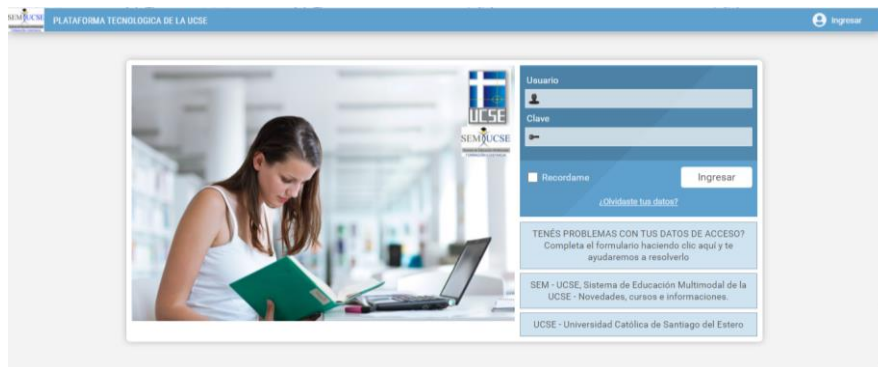 SEM UCSE
PLATAFORMA TECNOLOGICA DE LA UCSE
Ingresar
UCSE
SEM UCSE
Usuario
Clave
Recordame
Ingresar
¿Olvidaste tus datos?
TENÉS PROBLEMAS CON TUS DATOS DE ACCESO?
Completa el formulario haciendo clic aquí y te
ayudaremos a resolverlo
SEM - UCSE, Sistema de Educación Multimodal de la
UCSE - Novedades, cursos e informaciones.
UCSE - Universidad Católica de Santiago del Estero